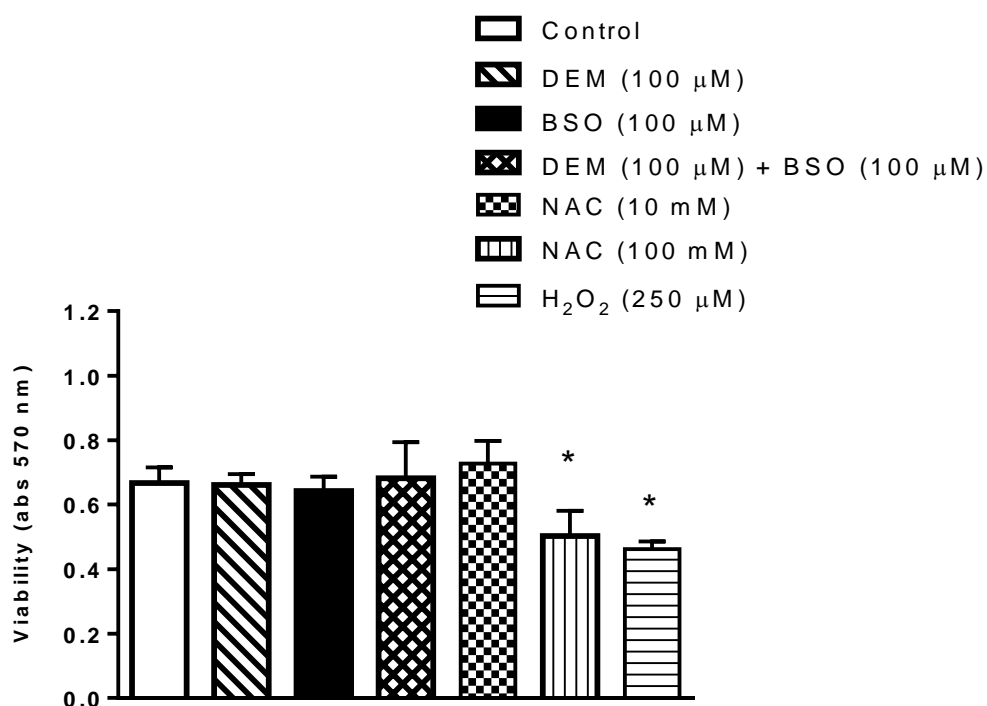 Control
DEM (100 μM)
BSO (100 μM)
DEM (100 μM) + BSO (100 μM)
NAC (10 mM)
NAC (100 mM)
H₂O₂ (250 μM)
Viability (abs 570 nm)
1.2
1.0
0.8
0.6
0.4
0.2
0.0
*
*